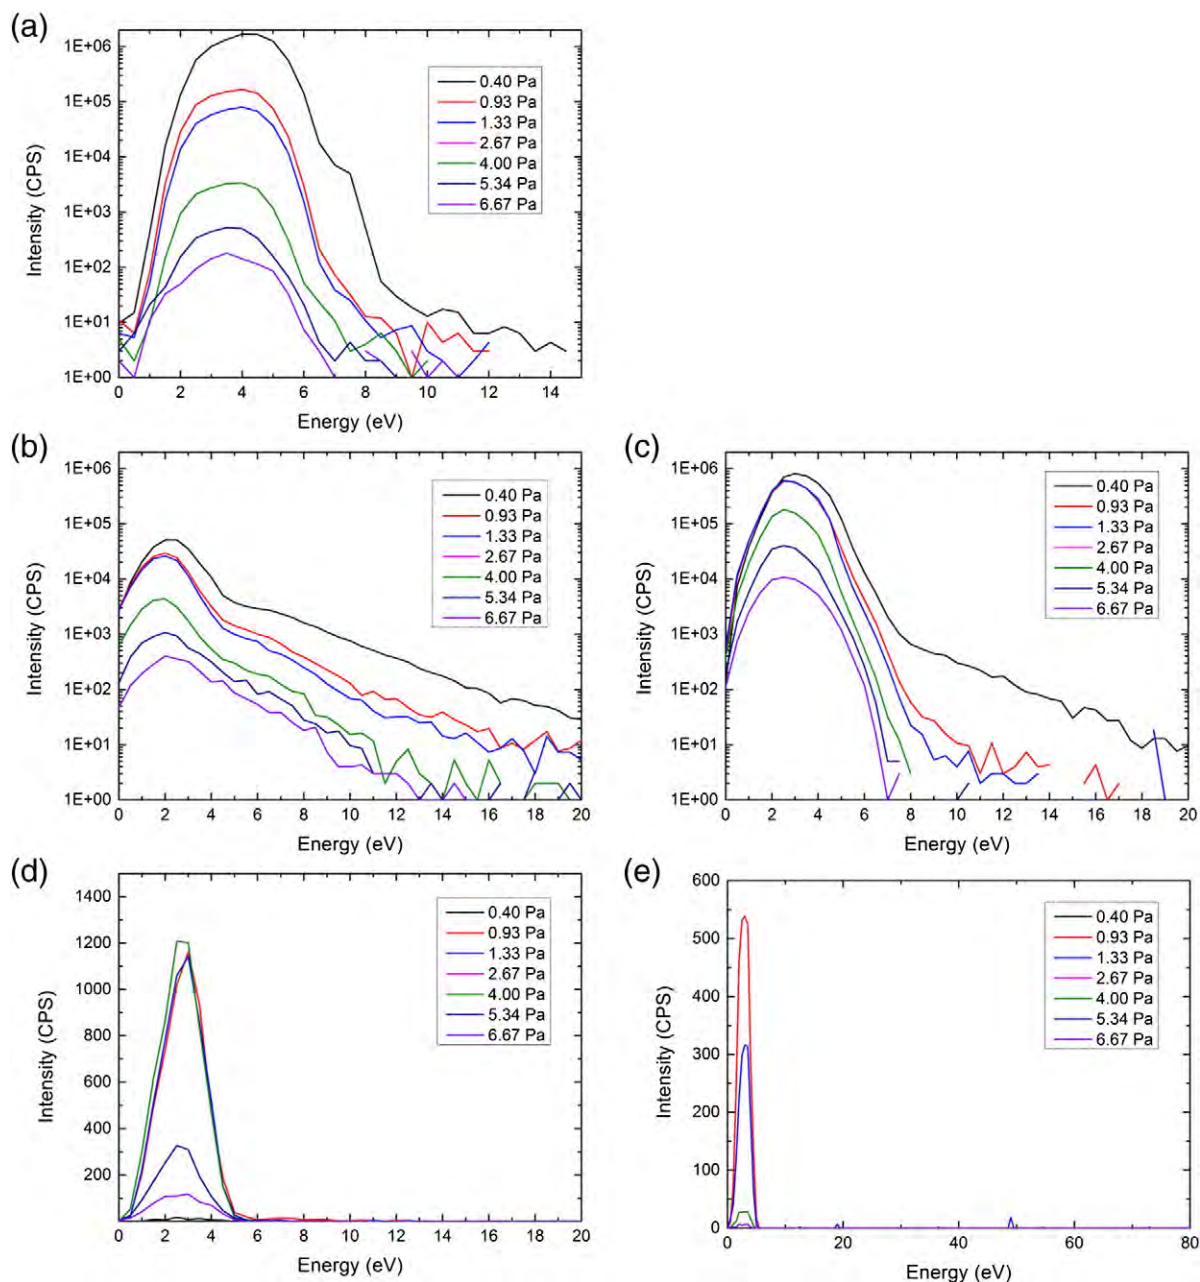 (a)
1E+06
1E+05
1E+04
1E+03
1E+02
1E+01
1E+00
Intensity (CPS)
0.40 Pa
0.93 Pa
1.33 Pa
2.67 Pa
4.00 Pa
5.34 Pa
6.67 Pa
0 2 4 6 8 10 12 14
Energy (eV)
(b)
1E+06
1E+05
1E+04
1E+03
1E+02
1E+01
1E+00
Intensity (CPS)
0.40 Pa
0.93 Pa
1.33 Pa
2.67 Pa
4.00 Pa
5.34 Pa
6.67 Pa
0 2 4 6 8 10 12 14 16 18 20
Energy (eV)
(c)
1E+06
1E+05
1E+04
1E+03
1E+02
1E+01
1E+00
Intensity (CPS)
0.40 Pa
0.93 Pa
1.33 Pa
2.67 Pa
4.00 Pa
5.34 Pa
6.67 Pa
0 2 4 6 8 10 12 14 16 18 20
Energy (eV)
(d)
1400
1200
1000
800
600
400
200
Intensity (CPS)
0.40 Pa
0.93 Pa
1.33 Pa
2.67 Pa
4.00 Pa
5.34 Pa
6.67 Pa
0 2 4 6 8 10 12 14 16 18 20
Energy (eV)
(e)
600
500
400
300
200
100
0
Intensity (CPS)
0.40 Pa
0.93 Pa
1.33 Pa
2.67 Pa
4.00 Pa
5.34 Pa
6.67 Pa
0 20 40 60 80
Energy (eV)